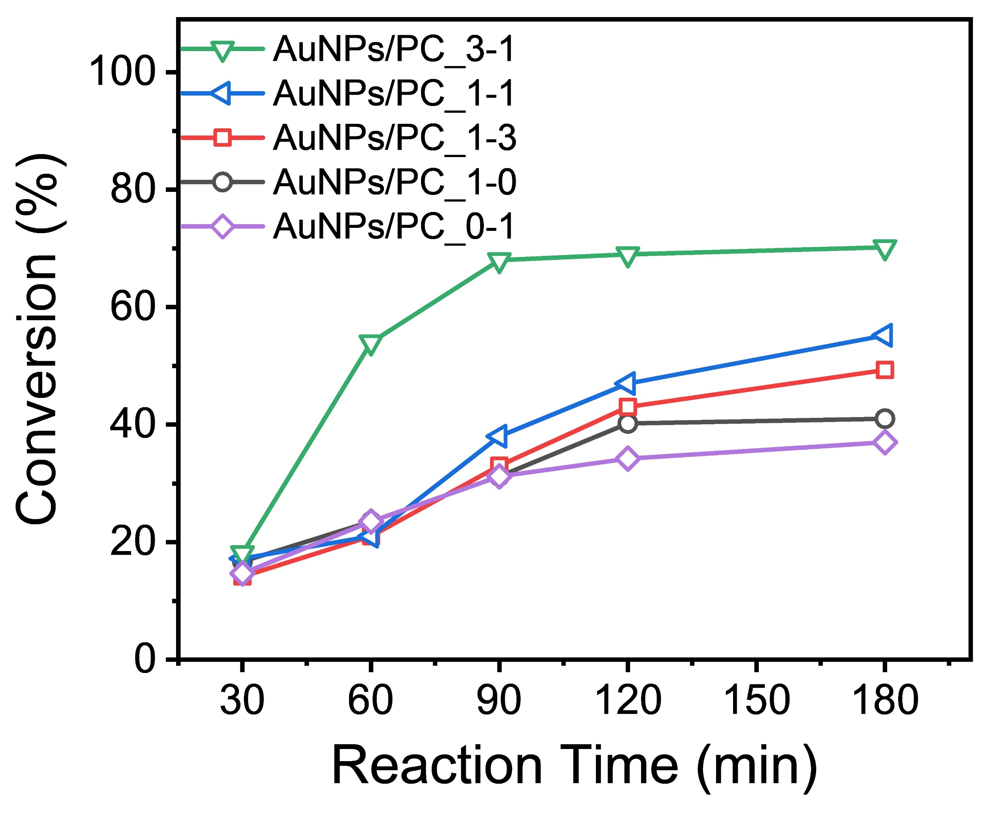 AuNPs/PC_3-1
AuNPs/PC_1-1
AuNPs/PC_1-3
AuNPs/PC_1-0
AuNPs/PC_0-1
Conversion (%)
100
80
60
40
20
0
30 60 90 120 150 180
Reaction Time (min)